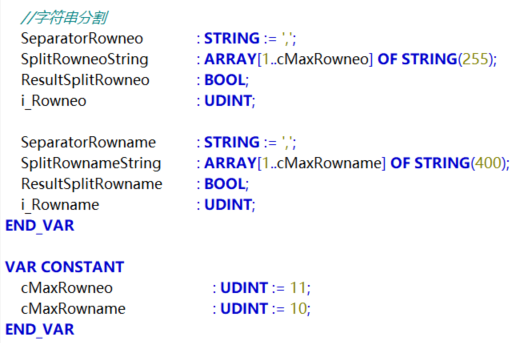 //字符串分割
SeparatorRowneo : STRING := ',';
SplitRowneoString : ARRAY[1..cMaxRowneo] OF STRING(255);
ResultSplitRowneo : BOOL;
i_Rowneo : UDINT;
SeparatorRowname : STRING := ',';
SplitRownameString : ARRAY[1..cMaxRowname] OF STRING(400);
ResultSplitRowname : BOOL;
i_Rowname : UDINT;
END_VAR
VAR CONSTANT
cMaxRowneo : UDINT := 11;
cMaxRowname : UDINT := 10;
END_VAR